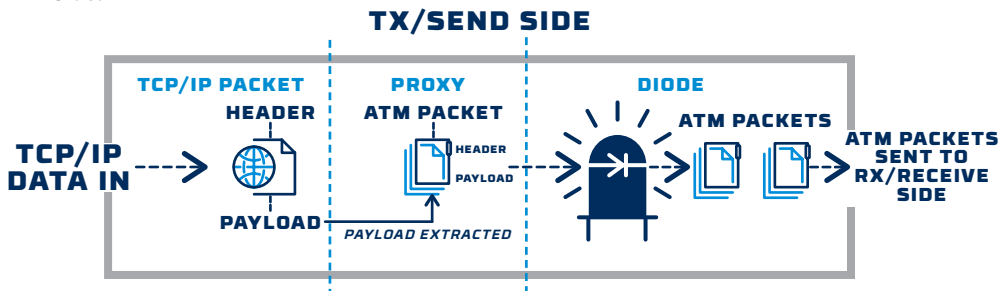 TX/SEND SIDE
TCP/IP PACKET
PROXY
DIODE
HEADER
ATM PACKET
ATM PACKETS
TCP/IP
DATA IN
HEADER
PAYLOAD
ATM PACKETS
SENT TO
RX/RECEIVE
SIDE
PAYLOAD
PAYLOAD EXTRACTED